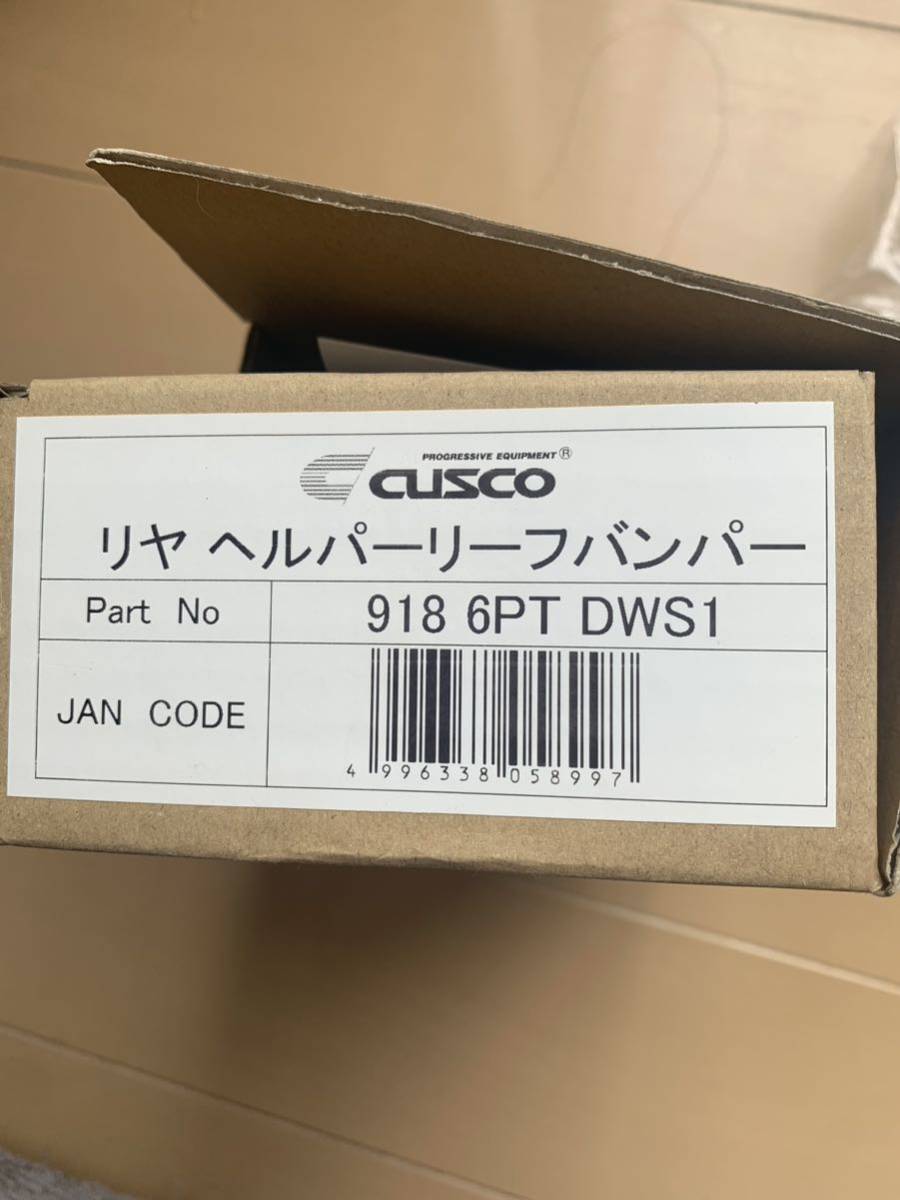 PROGRESSIVE EQUIPMENT®
CUSCO
リヤ ヘルパーリーフバンパー
Part No 918 6PT DWS1
JAN CODE
4 996338 058997